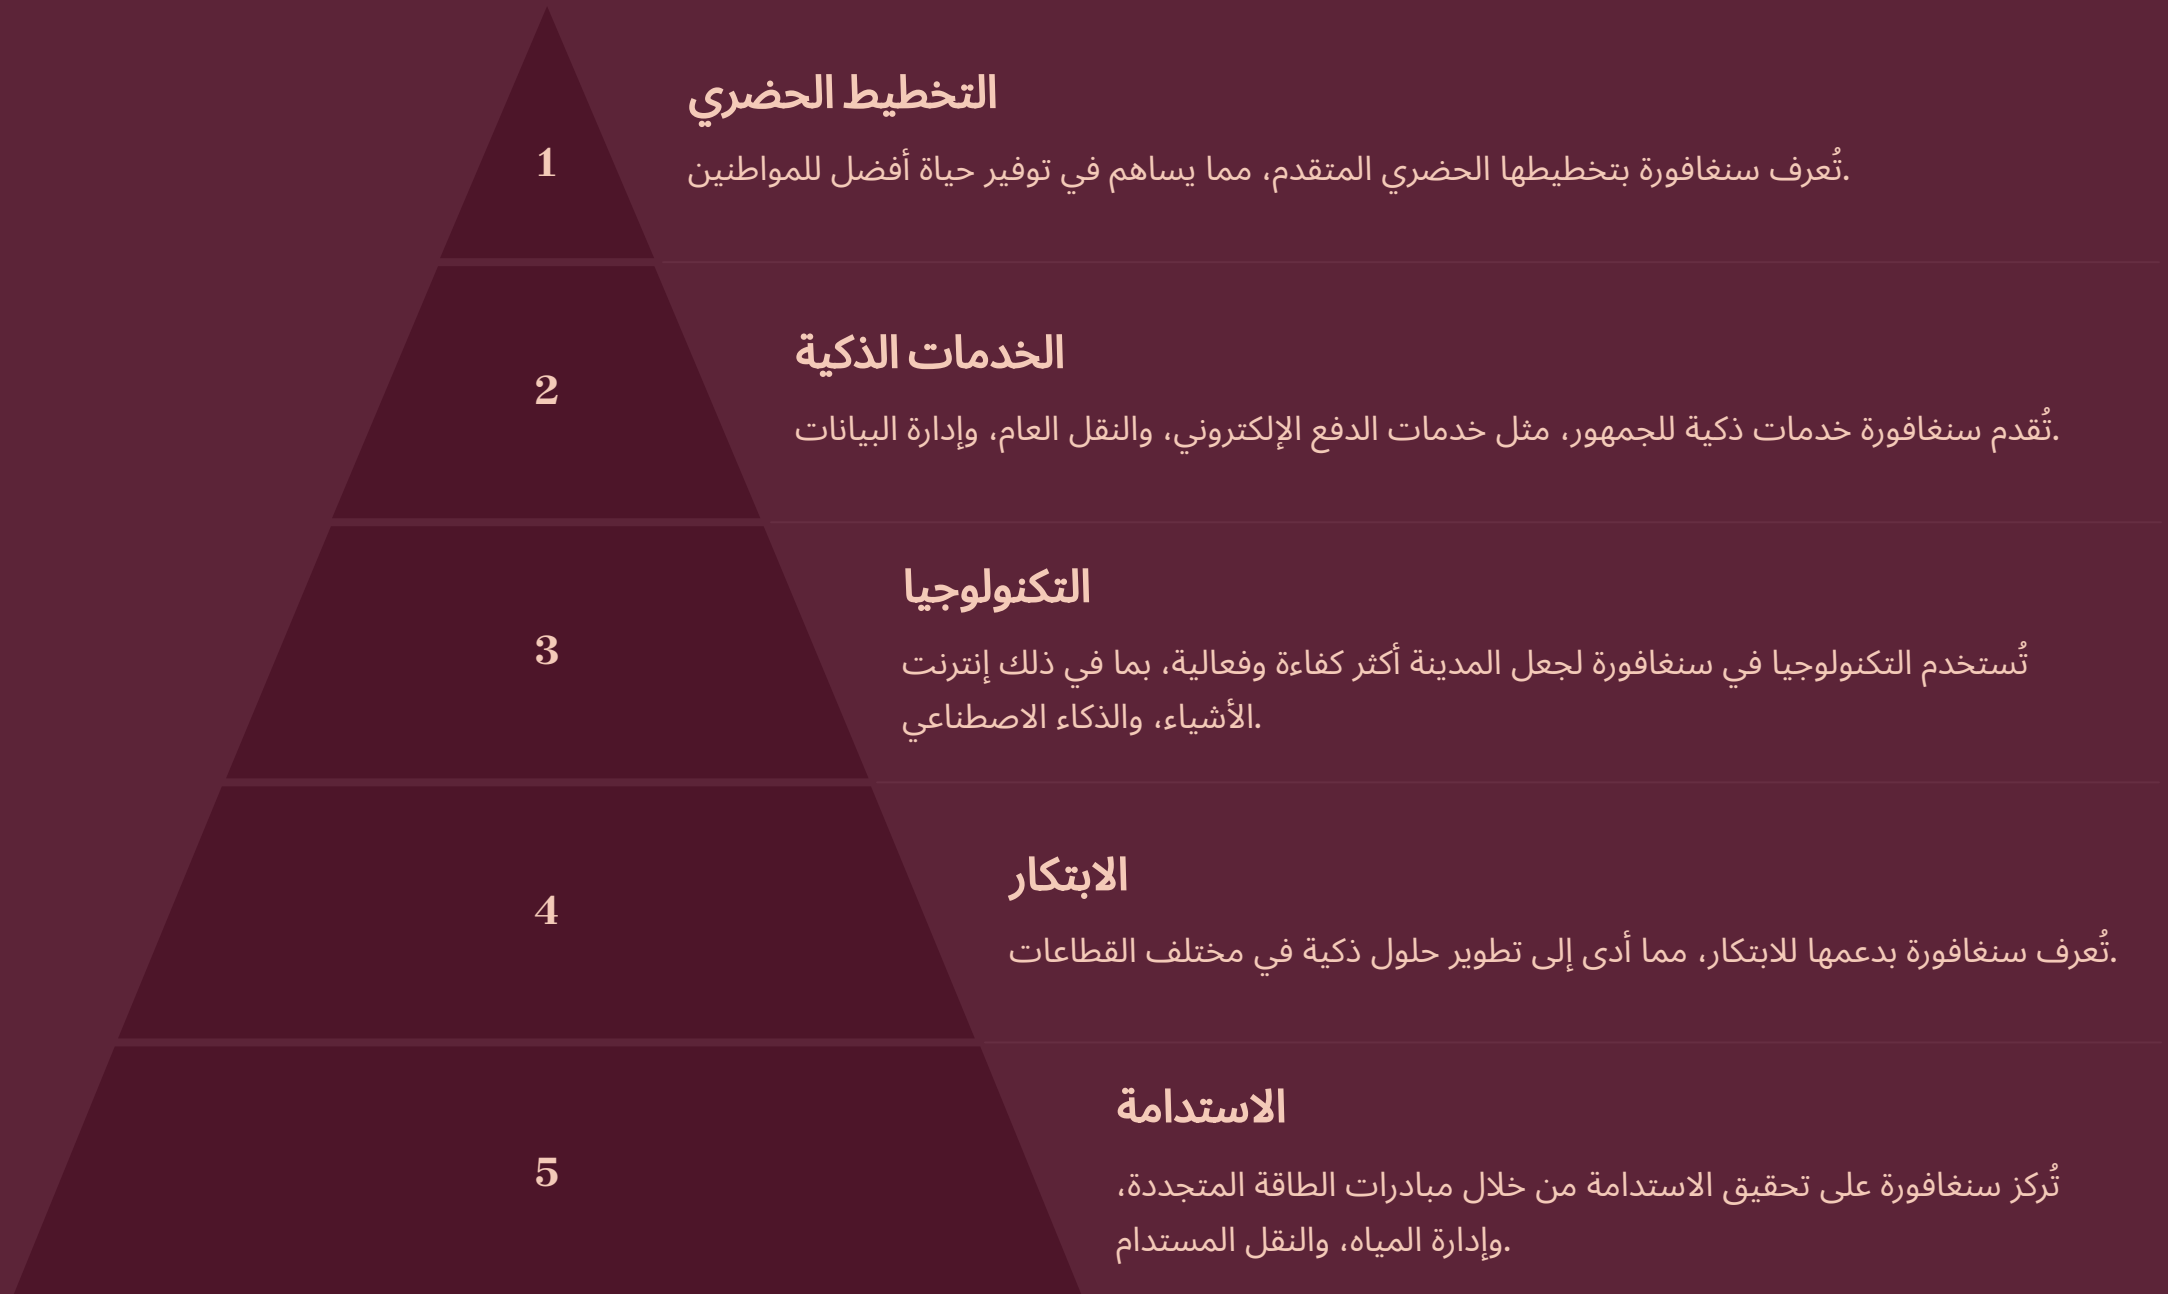 1
التخطيط الحضري
تُعرف سنغافورة بتخطيطها الحضري المتقدم، مما يساهم في توفير حياة أفضل للمواطنين.
2
الخدمات الذكية
تُقدم سنغافورة خدمات ذكية للجمهور، مثل خدمات الدفع الإلكتروني، والنقل العام، وإدارة البيانات.
3
التكنولوجيا
تُستخدم التكنولوجيا في سنغافورة لجعل المدينة أكثر كفاءة وفعالية، بما في ذلك إنترنت
الأشياء، والذكاء الاصطناعي.
4
الابتكار
تُعرف سنغافورة بدعمها للابتكار، مما أدى إلى تطوير حلول ذكية في مختلف القطاعات.
5
الاستدامة
تُركز سنغافورة على تحقيق الاستدامة من خلال مبادرات الطاقة المتجددة،
وإدارة المياه، والنقل المستدام.